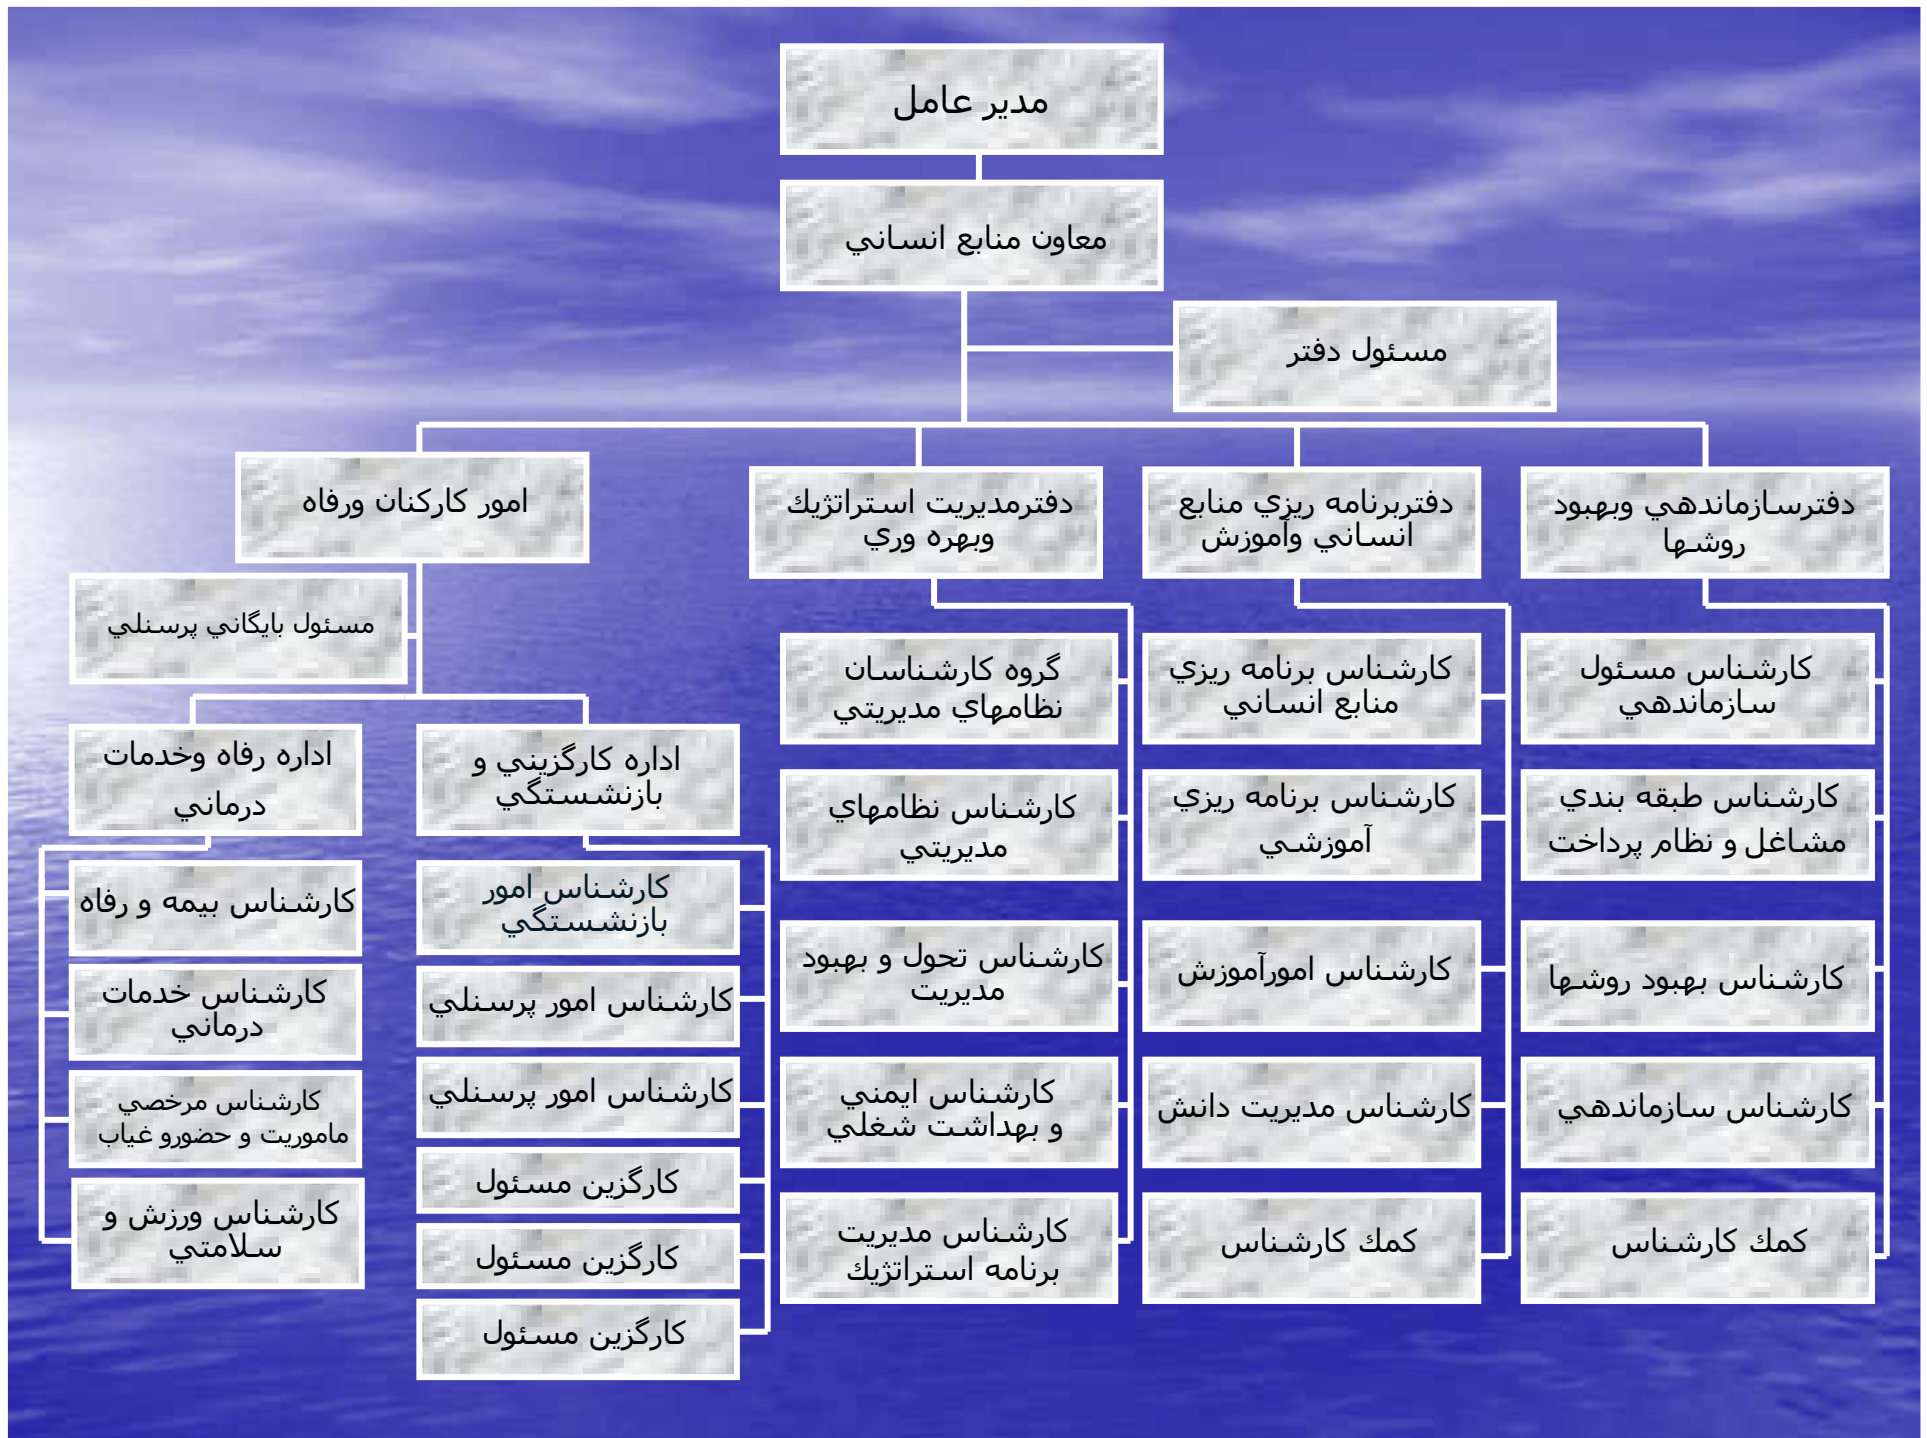 مدير عامل
معاون منابع انساني
مسئول دفتر
دفترسازماندهي وبهبود
روشها
دفتربرنامه ريزي منابع
انساني وآموزش
دفترمديريت استراتژيك
وبهره وري
امور كاركنان ورفاه
مسئول بايگاني پرسنلي
كارشناس مسئول
سازماندهي
كارشناس طبقه بندي
مشاغل و نظام پرداخت
كارشناس بهبود روشها
كارشناس سازماندهي
كمك كارشناس
كارشناس برنامه ريزي
منابع انساني
كارشناس برنامه ريزي
آموزشي
كارشناس امورآموزش
كارشناس مديريت دانش
كمك كارشناس
گروه كارشناسان
نظامهاي مديريتي
كارشناس نظامهاي
مديريتي
كارشناس تحول و بهبود
مديريت
كارشناس ايمني
و بهداشت شغلي
كارشناس مديريت
برنامه استراتژيك
اداره كارگزيني و
بازنشستگي
كارشناس امور
بازنشستگي
كارشناس امور پرسنلي
كارشناس امور پرسنلي
كارگزين مسئول
كارگزين مسئول
كارگزين مسئول
اداره رفاه وخدمات
درماني
كارشناس بيمه و رفاه
كارشناس خدمات
درماني
كارشناس مرخصي
ماموريت و حضورو غياب
كارشناس ورزش و
سلامتي